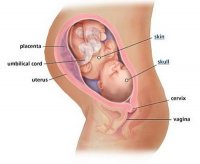 skin
placenta
skull
umbilical cord
uterus
cervix
vagina